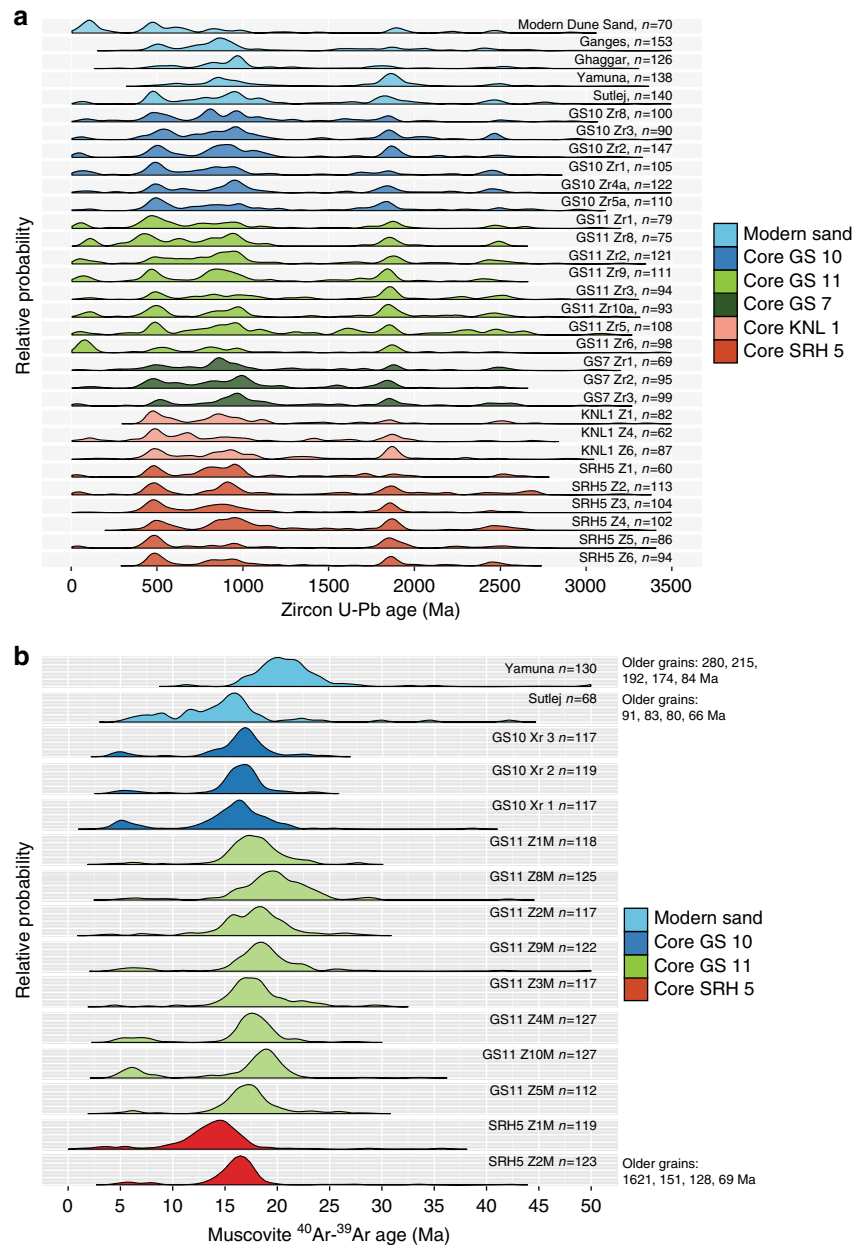 a
Modern Dune Sand, n=70
Ganges, n=153
Ghaggar, n=126
Yamuna, n=138
Sutlej, n=140
GS10 Zr8, n=100
GS10 Zr3, n=90
GS10 Zr2, n=147
GS10 Zr1, n=105
GS10 Zr4a, n=122
GS10 Zr5a, n=110
GS11 Zr1, n=79
GS11 Zr8, n=75
GS11 Zr2, n=121
GS11 Zr9, n=111
GS11 Zr3, n=94
GS11 Zr10a, n=93
GS11 Zr5, n=108
GS11 Zr6, n=98
GS7 Zr1, n=69
GS7 Zr2, n=95
GS7 Zr3, n=99
KNL1 Z1, n=82
KNL1 Z4, n=62
KNL1 Z6, n=87
SRH5 Z1, n=60
SRH5 Z2, n=113
SRH5 Z3, n=104
SRH5 Z4, n=102
SRH5 Z5, n=86
SRH5 Z6, n=94
Relative probability
0 500 1000 1500 2000 2500 3000 3500
Zircon U-Pb age (Ma)
Modern sand
Core GS 10
Core GS 11
Core GS 7
Core KNL 1
Core SRH 5
b
Yamuna n=130
Older grains: 280, 215,
192, 174, 84 Ma
Sutlej n=68
Older grains:
91, 83, 80, 66 Ma
GS10 Xr 3 n=117
GS10 Xr 2 n=119
GS10 Xr 1 n=117
GS11 Z1M n=118
GS11 Z8M n=125
GS11 Z2M n=117
GS11 Z9M n=122
GS11 Z3M n=117
GS11 Z4M n=127
GS11 Z10M n=127
GS11 Z5M n=112
SRH5 Z1M n=119
SRH5 Z2M n=123
Older grains:
1621, 151, 128, 69 Ma
Relative probability
0 5 10 15 20 25 30 35 40 45 50
Muscovite ⁴⁰Ar-³⁹Ar age (Ma)
Modern sand
Core GS 10
Core GS 11
Core SRH 5